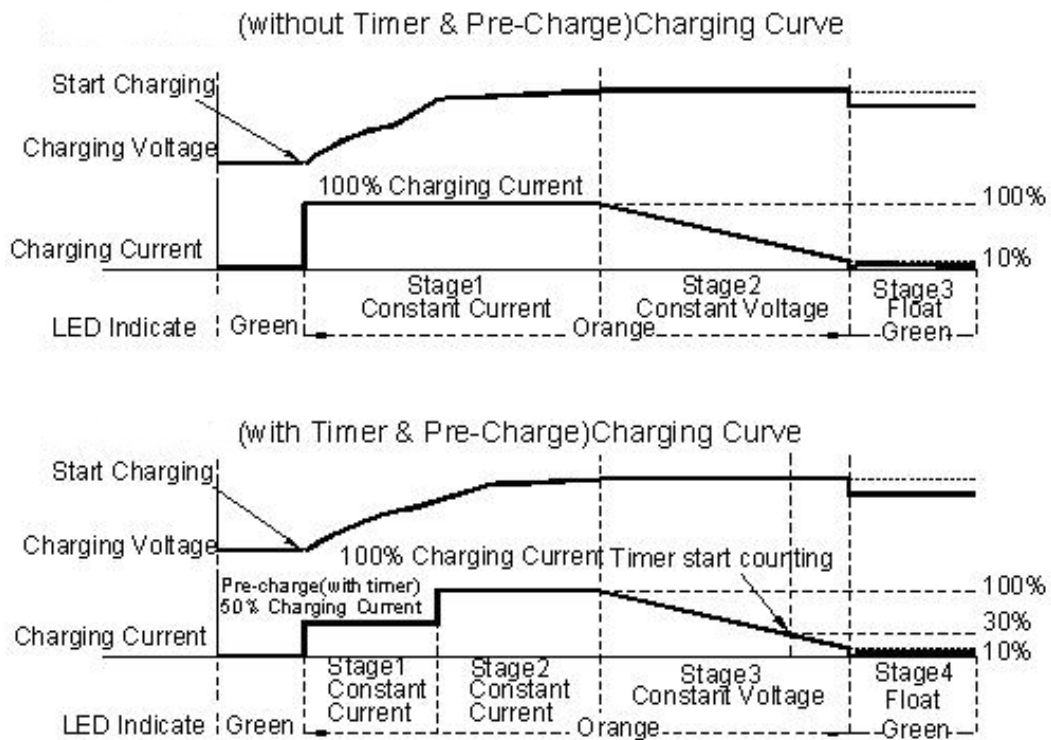 (without Timer & Pre-Charge)Charging Curve
Start Charging
Charging Voltage
100% Charging Current
100%
Charging Current
10%
Stage1
Constant Current
Stage2
Constant Voltage
Stage3
Float
LED Indicate
Green
Orange
Green
(with Timer & Pre-Charge)Charging Curve
Start Charging
Charging Voltage
100% Charging Current
Timer start counting
Pre-charge(with timer)
50% Charging Current
100%
30%
Charging Current
10%
Stage1
Constant
Current
Stage2
Constant
Current
Stage3
Constant Voltage
Stage4
Float
LED Indicate
Green
Orange
Green